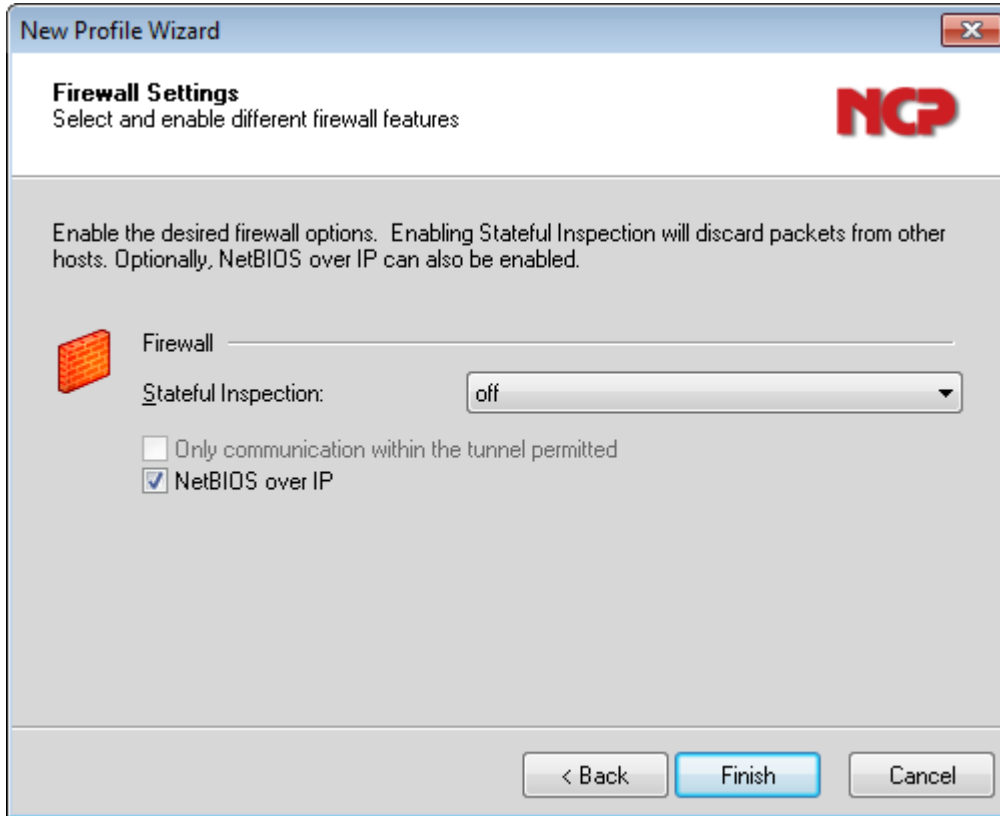 New Profile Wizard
Firewall Settings
Select and enable different firewall features
NCP
Enable the desired firewall options.  Enabling Stateful Inspection will discard packets from other
hosts. Optionally, NetBIOS over IP can also be enabled.
Firewall
Stateful Inspection: off
Only communication within the tunnel permitted
NetBIOS over IP
< Back Finish Cancel